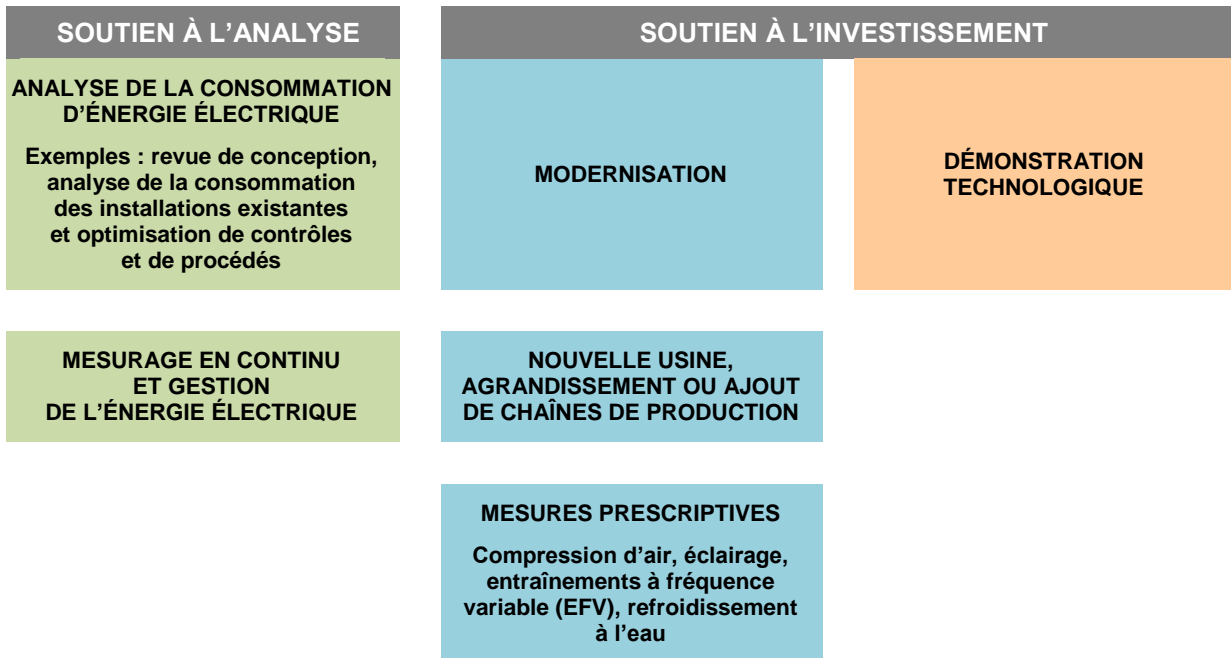 SOUTIEN À L’ANALYSE
ANALYSE DE LA CONSOMMATION
D’ÉNERGIE ÉLECTRIQUE
Exemples : revue de conception,
analyse de la consommation
des installations existantes
et optimisation de contrôles
et de procédés
MESURAGE EN CONTINU
ET GESTION
DE L’ÉNERGIE ÉLECTRIQUE
SOUTIEN À L’INVESTISSEMENT
MODERNISATION
NOUVELLE USINE,
AGRANDISSEMENT OU AJOUT
DE CHAÎNES DE PRODUCTION
MESURES PRESCRIPTIVES
Compression d’air, éclairage,
entraînements à fréquence
variable (EFV), refroidissement
à l’eau
DÉMONSTRATION
TECHNOLOGIQUE